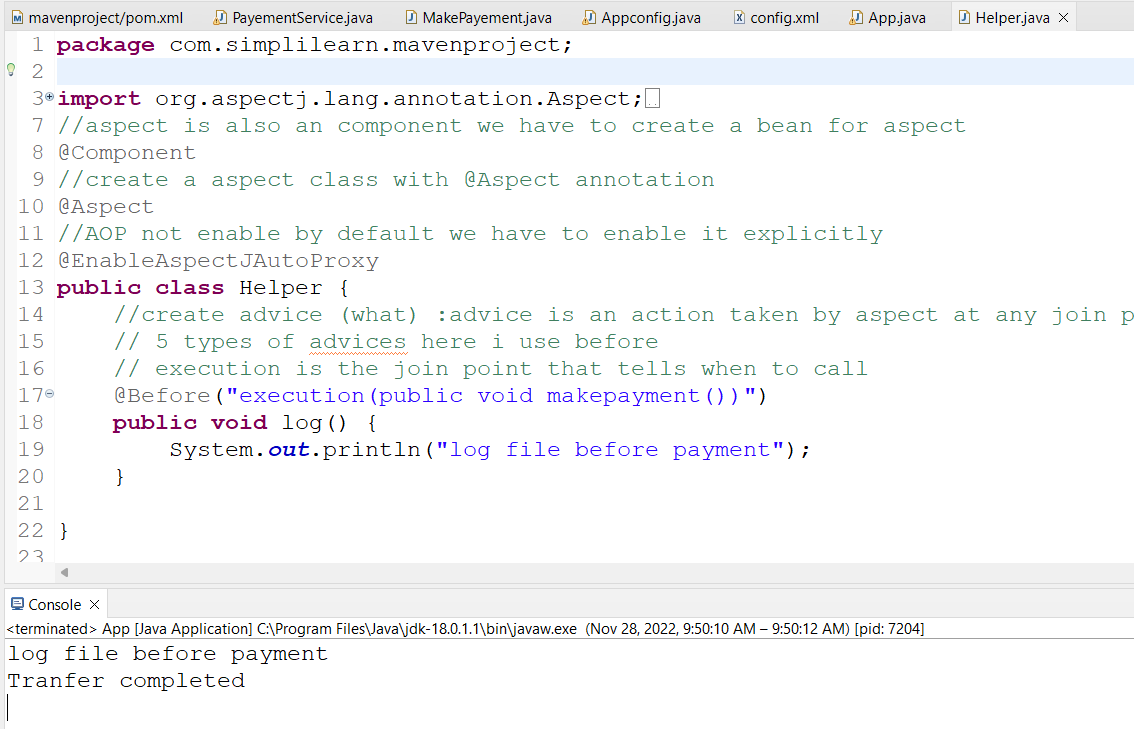 mavenproject/pom.xml PayementService.java MakePayement.java Appconfig.java config.xml App.java Helper.java
1 package com.simplilearn.mavenproject;
2
3 import org.aspectj.lang.annotation.Aspect;
7 //aspect is also an component we have to create a bean for aspect
8 @Component
9 //create a aspect class with @Aspect annotation
10 @Aspect
11 //AOP not enable by default we have to enable it explicitly
12 @EnableAspectJAutoProxy
13 public class Helper {
14 //create advice (what) :advice is an action taken by aspect at any join p
15 // 5 types of advices here i use before
16 // execution is the join point that tells when to call
17 @Before("execution(public void makepayment())")
18 public void log() {
19 System.out.println("log file before payment");
20 }
21
22 }
23
Console
<terminated> App [Java Application] C:\Program Files\Java\jdk-18.0.1.1\bin\javaw.exe (Nov 28, 2022, 9:50:10 AM – 9:50:12 AM) [pid: 7204]
log file before payment
Tranfer completed